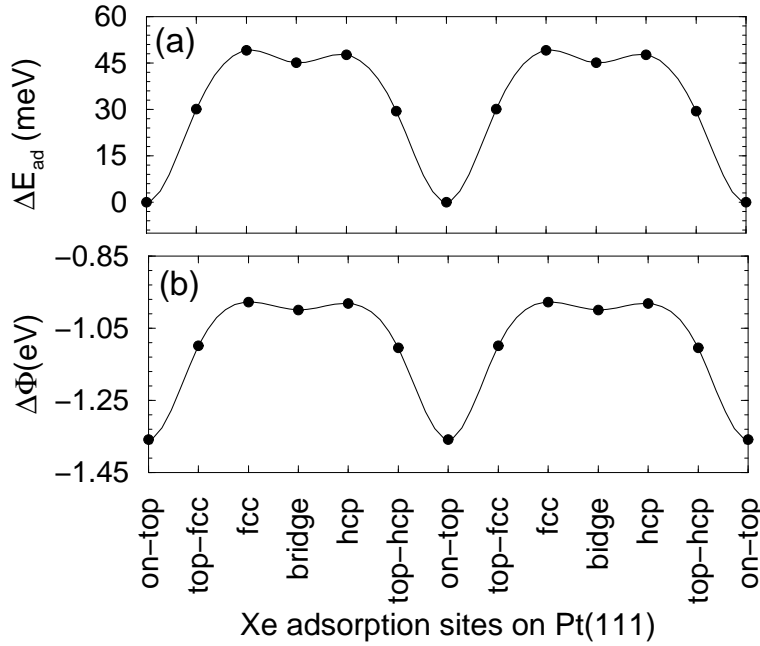 (a)
60
45
30
15
0
ΔE_ad (meV)
(b)
−0.85
−1.05
−1.25
−1.45
ΔΦ(eV)
on−top
top−fcc
fcc
bridge
hcp
top−hcp
on−top
top−fcc
fcc
bidge
hcp
top−hcp
on−top
Xe adsorption sites on Pt(111)